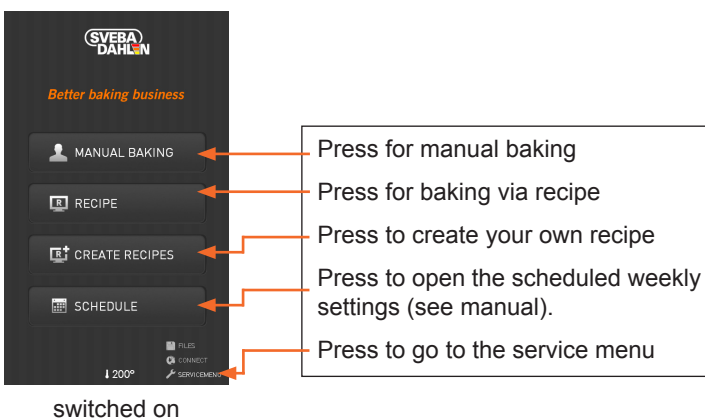 SVEBA
DAHLEN
Better baking business
MANUAL BAKING
R RECIPE
R+ CREATE RECIPES
SCHEDULE
FILES
CONNECT
200° SERVICEMENU
switched on
Press for manual baking
Press for baking via recipe
Press to create your own recipe
Press to open the scheduled weekly
settings (see manual).
Press to go to the service menu